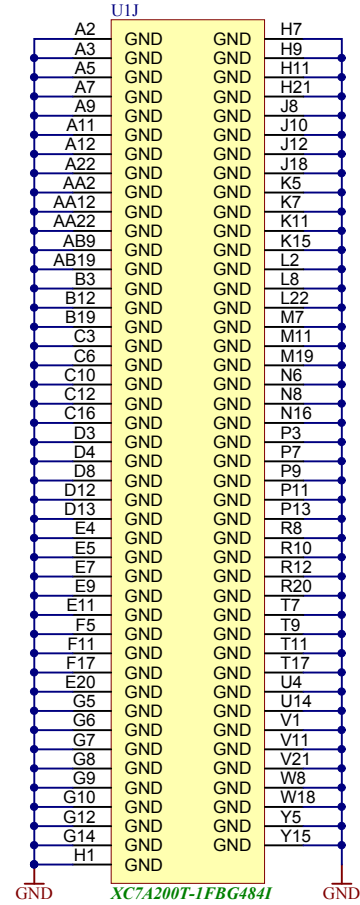 U1J
A2 GND GND H7
A3 GND GND H9
A5 GND GND H11
A7 GND GND H21
A9 GND GND J8
A11 GND GND J10
A12 GND GND J12
A22 GND GND J18
AA2 GND GND K5
AA12 GND GND K7
AA22 GND GND K11
AB9 GND GND K15
AB19 GND GND L2
B3 GND GND L8
B12 GND GND L22
B19 GND GND M7
C3 GND GND M11
C6 GND GND M19
C10 GND GND N6
C12 GND GND N8
C16 GND GND N16
D3 GND GND P3
D4 GND GND P7
D8 GND GND P9
D12 GND GND P11
D13 GND GND P13
E4 GND GND R8
E5 GND GND R10
E7 GND GND R12
E9 GND GND R20
E11 GND GND T7
F5 GND GND T9
F11 GND GND T11
F17 GND GND T17
E20 GND GND U4
G5 GND GND U14
G6 GND GND V1
G7 GND GND V11
G8 GND GND V21
G9 GND GND W8
G10 GND GND W18
G12 GND GND Y5
G14 GND GND Y15
H1 GND
GND XC7A200T-1FBG484I GND